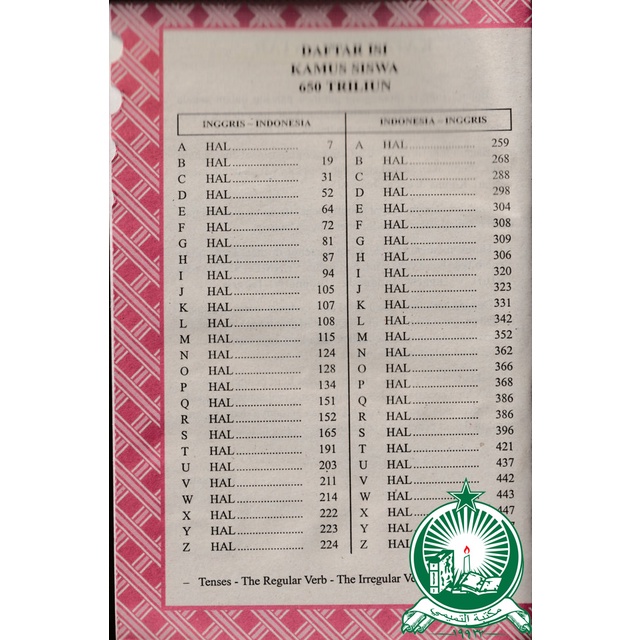 DAFTAR ISI
KAMUS SISWA
650 TRILIUN
INGGRIS – INDONESIA INDONESIA – INGGRIS
A HAL...................... 7 A HAL...................... 259
B HAL...................... 19 B HAL...................... 268
C HAL...................... 31 C HAL...................... 288
D HAL...................... 52 D HAL...................... 298
E HAL...................... 64 E HAL...................... 304
F HAL...................... 72 F HAL...................... 308
G HAL...................... 81 G HAL...................... 309
H HAL...................... 87 H HAL...................... 306
I HAL...................... 94 I HAL...................... 320
J HAL...................... 105 J HAL...................... 323
K HAL...................... 107 K HAL...................... 331
L HAL...................... 108 L HAL...................... 342
M HAL...................... 115 M HAL...................... 352
N HAL...................... 124 N HAL...................... 362
O HAL...................... 128 O HAL...................... 366
P HAL...................... 134 P HAL...................... 368
Q HAL...................... 151 Q HAL...................... 386
R HAL...................... 152 R HAL...................... 386
S HAL...................... 165 S HAL...................... 396
T HAL...................... 191 T HAL...................... 421
U HAL...................... 203 U HAL...................... 437
V HAL...................... 211 V HAL...................... 442
W HAL...................... 214 W HAL...................... 443
X HAL...................... 222 X HAL...................... 447
Y HAL...................... 223 Y HAL......................
Z HAL...................... 224 Z HAL......................
– Tenses - The Regular Verb - The Irregular
مكتبة التسيمي